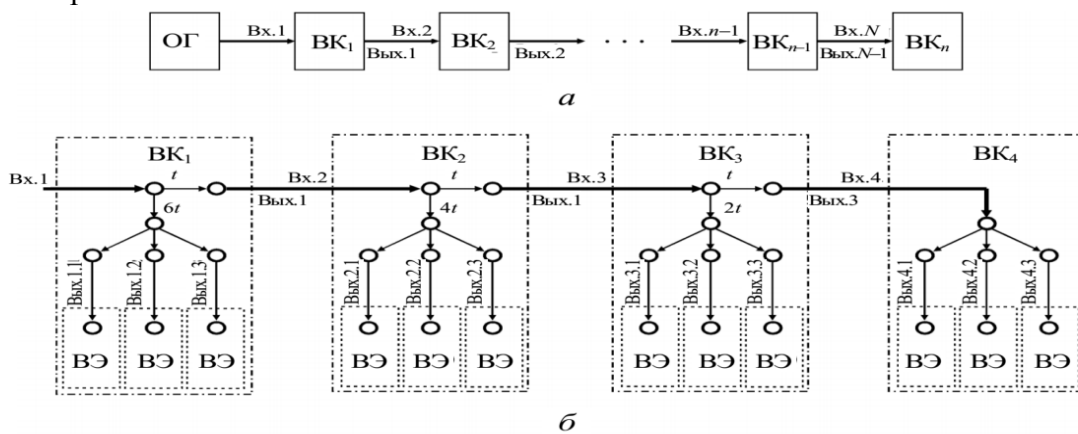 ОГ Вх.1 ВК1 Вх.2 Вых.1 ВК2 Вых.2 . . . Вх.n–1 ВКn–1 Вх.N Вых.N–1 ВКn
а
ВК1 ВК2 ВК3 ВК4
Вх.1 t Вх.2 t Вх.3 t Вх.4
Вых.1 Вых.1 Вых.3
6t 4t 2t
Вых.1.1 Вых.1.2 Вых.1.3 Вых.2.1 Вых.2.2 Вых.2.3 Вых.3.1 Вых.3.2 Вых.3.3 Вых.4.1 Вых.4.2 Вых.4.3
ВЭ ВЭ ВЭ ВЭ ВЭ ВЭ ВЭ ВЭ ВЭ ВЭ ВЭ ВЭ
б